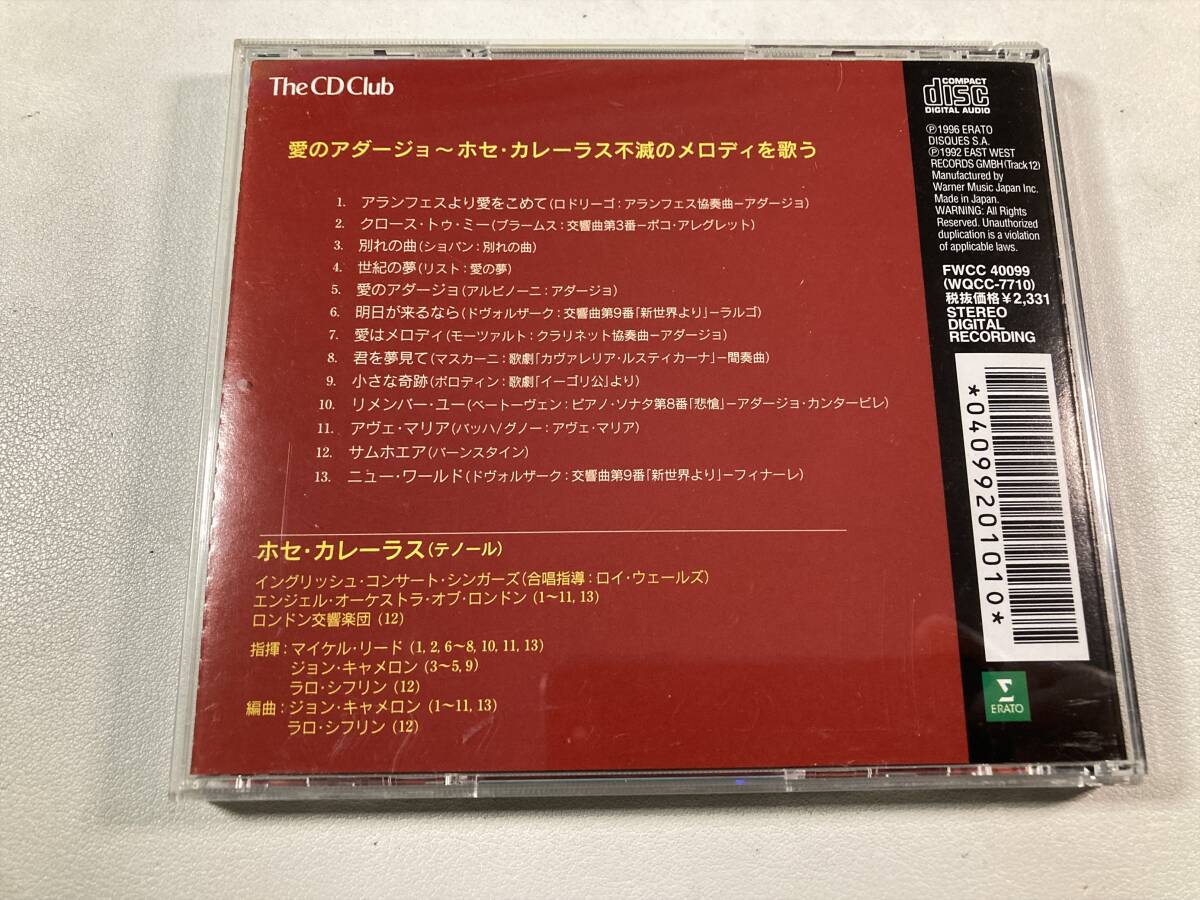 The CD Club
愛のアダージョ〜ホセ・カレーラス不滅のメロディを歌う
1. アランフェスより愛をこめて(ロドリーゴ:アランフェス協奏曲−アダージョ)
2. クロース・トゥ・ミー(ブラームス:交響曲第3番−ポコ・アレグレット)
3. 別れの曲(ショパン:別れの曲)
4. 世紀の夢(リスト:愛の夢)
5. 愛のアダージョ(アルビノーニ:アダージョ)
6. 明日が来るなら(ドヴォルザーク:交響曲第9番「新世界より」−ラルゴ)
7. 愛はメロディ(モーツァルト:クラリネット協奏曲−アダージョ)
8. 君を夢見て(マスカーニ:歌劇「カヴァレリア・ルスティカーナ」−間奏曲)
9. 小さな奇跡(ボロディン:歌劇「イーゴリ公」より)
10. リメンバー・ユー(ベートーヴェン:ピアノ・ソナタ第8番「悲愴」−アダージョ・カンタービレ)
11. アヴェ・マリア(バッハ/グノー:アヴェ・マリア)
12. サムホエア(バーンスタイン)
13. ニュー・ワールド(ドヴォルザーク:交響曲第9番「新世界より」−フィナーレ)
ホセ・カレーラス(テノール)
イングリッシュ・コンサート・シンガーズ(合唱指導:ロイ・ウェールズ)
エンジェル・オーケストラ・オブ・ロンドン (1〜11, 13)
ロンドン交響楽団 (12)
指揮:マイケル・リード (1, 2, 6〜8, 10, 11, 13)
ジョン・キャメロン (3〜5, 9)
ラロ・シフリン (12)
編曲:ジョン・キャメロン (1〜11, 13)
ラロ・シフリン (12)
COMPACT
disc
DIGITAL AUDIO
Ⓟ1996 ERATO
DISQUES S.A.
Ⓟ1992 EAST WEST
RECORDS GMBH(Track 12)
Manufactured by
Warner Music Japan Inc.
Made in Japan.
WARNING: All Rights
Reserved. Unauthorized
duplication is a violation
of applicable laws.
FWCC 40099
(WQCC-7710)
税抜価格¥2,331
STEREO
DIGITAL
RECORDING
*0409920101 0*
ERATO